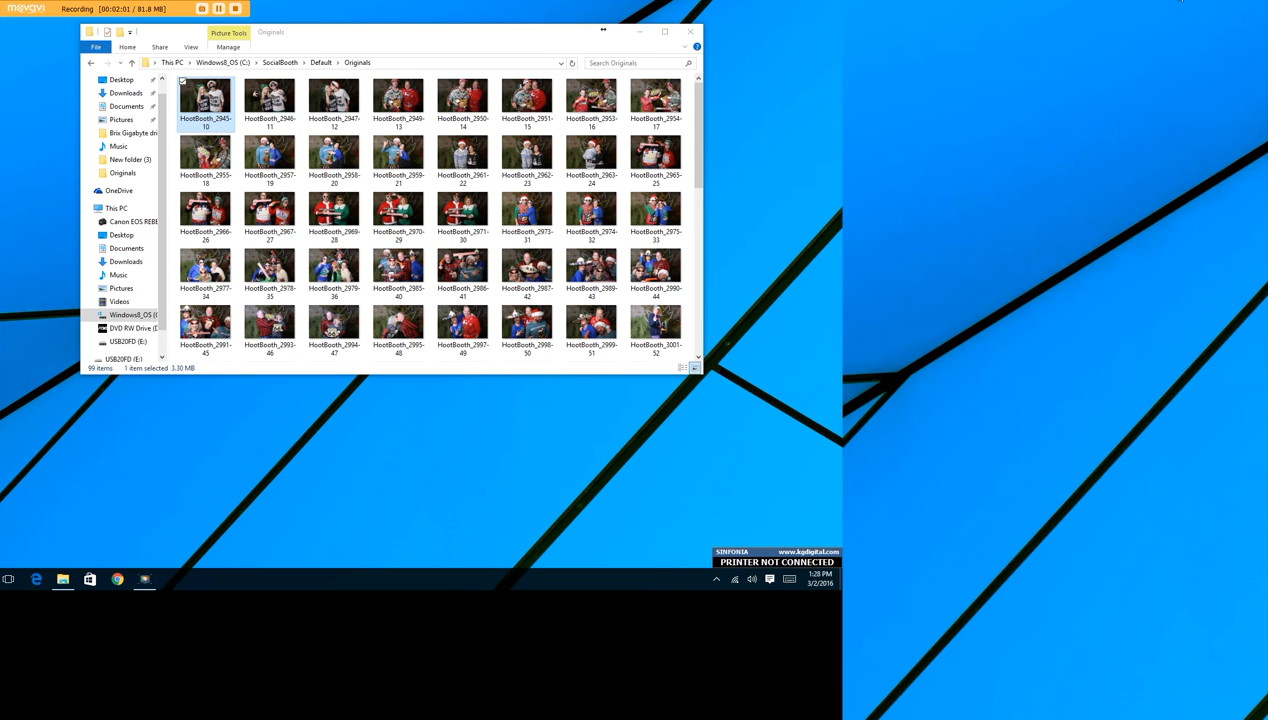 movavi Recording [00:02:01 / 81.8 MB]
Picture Tools Originals
File Home Share View Manage
This PC Windows8_OS (C:) SocialBooth Default Originals Search Originals
Desktop
Downloads
Documents
Pictures
Brix Gigabyte dri
Music
New folder (3)
Originals
OneDrive
This PC
Canon EOS REBE
Desktop
Documents
Downloads
Music
Pictures
Videos
Windows8_OS (C
DVD RW Drive (D
USB20FD (E:)
USB20FD (E:)
HootBooth_2945- HootBooth_2946- HootBooth_2947- HootBooth_2949- HootBooth_2950- HootBooth_2951- HootBooth_2953- HootBooth_2954-
10 11 12 13 14 15 16 17
HootBooth_2955- HootBooth_2957- HootBooth_2958- HootBooth_2959- HootBooth_2961- HootBooth_2962- HootBooth_2963- HootBooth_2965-
18 19 20 21 22 23 24 25
HootBooth_2966- HootBooth_2967- HootBooth_2969- HootBooth_2970- HootBooth_2971- HootBooth_2973- HootBooth_2974- HootBooth_2975-
26 27 28 29 30 31 32 33
HootBooth_2977- HootBooth_2978- HootBooth_2979- HootBooth_2985- HootBooth_2986- HootBooth_2987- HootBooth_2989- HootBooth_2990-
34 35 36 40 41 42 43 44
HootBooth_2991- HootBooth_2993- HootBooth_2994- HootBooth_2995- HootBooth_2997- HootBooth_2998- HootBooth_2999- HootBooth_3001-
45 46 47 48 49 50 51 52
99 items 1 item selected 3.30 MB
SINFONIA www.kgdigital.com
PRINTER NOT CONNECTED
1:28 PM
3/2/2016